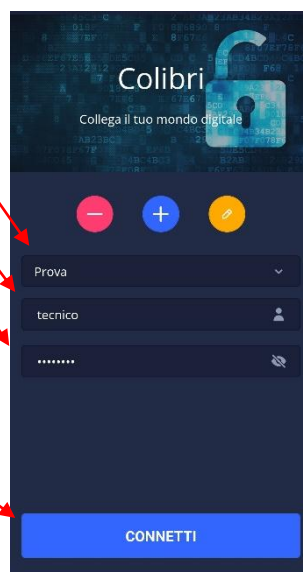 Colibri
Collega il tuo mondo digitale
Prova
tecnico
••••••••
CONNETTI